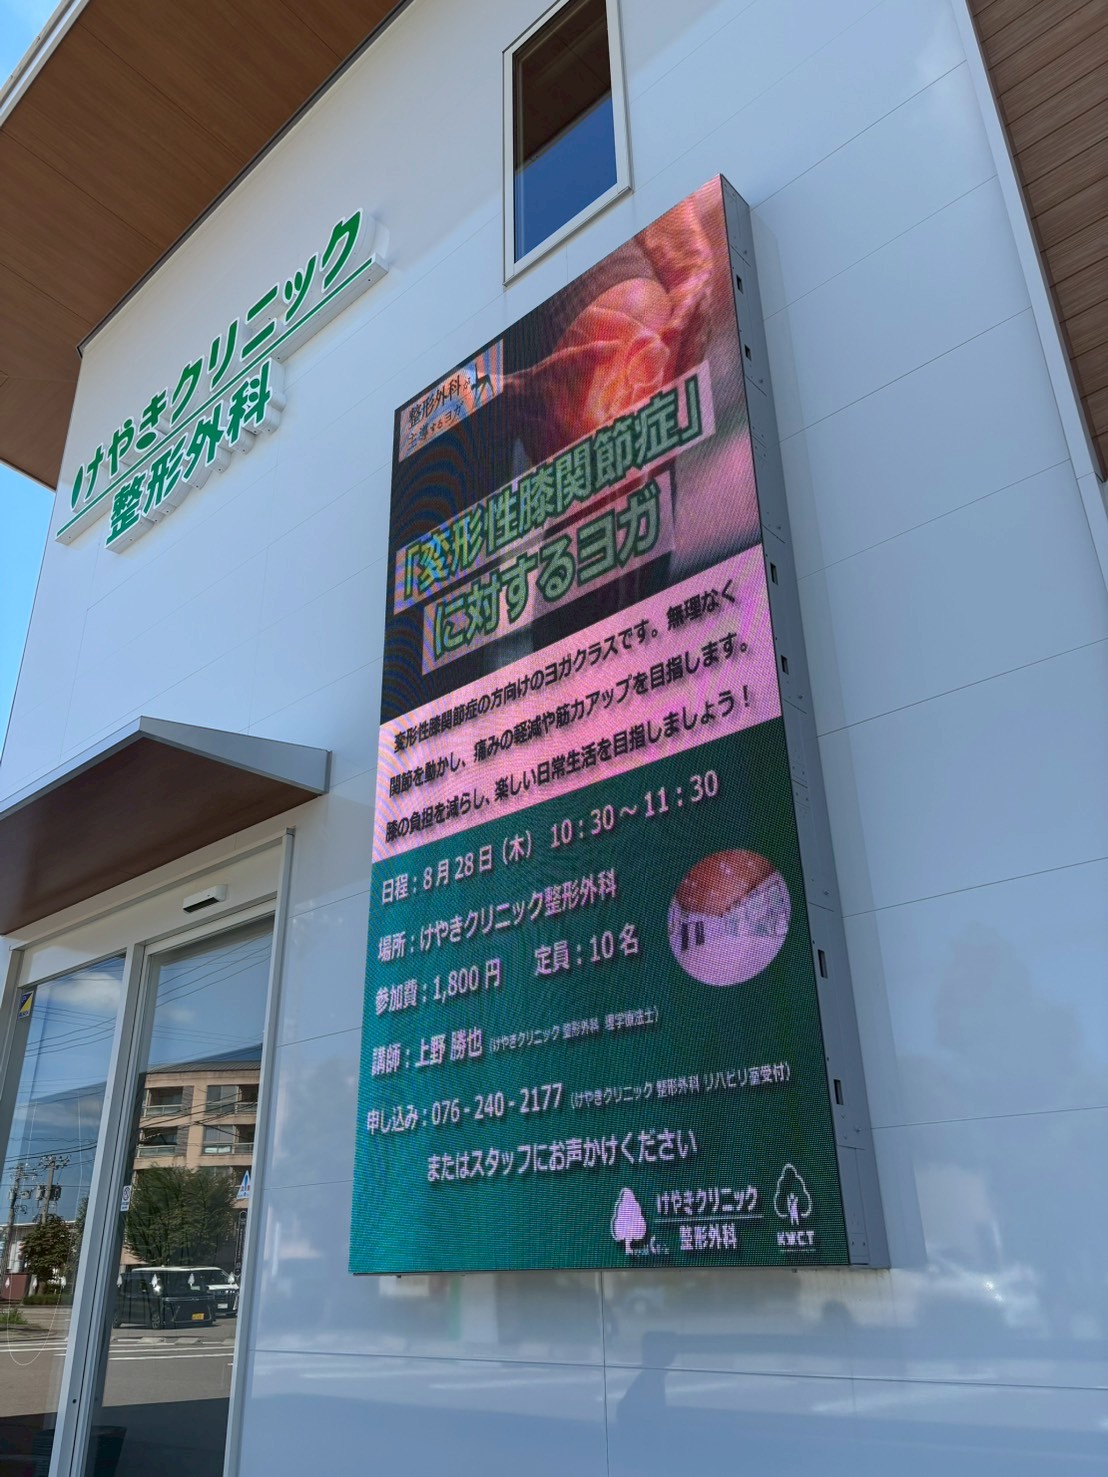 けやきクリニック
整形外科
整形外科が
主導するヨガ
「変形性膝関節症」
に対するヨガ
変形性膝関節症の方向けのヨガクラスです。無理なく
関節を動かし、痛みの軽減や筋力アップを目指します。
膝の負担を減らし、楽しい日常生活を目指しましょう！
日程：8月28日（木） 10：30～11：30
場所：けやきクリニック整形外科
参加費：1,800円　定員：10名
講師：上野 勝也（けやきクリニック 整形外科 理学療法士）
申し込み：076-240-2177（けやきクリニック 整形外科 リハビリ室受付）
またはスタッフにお声かけください
けやきクリニック
整形外科